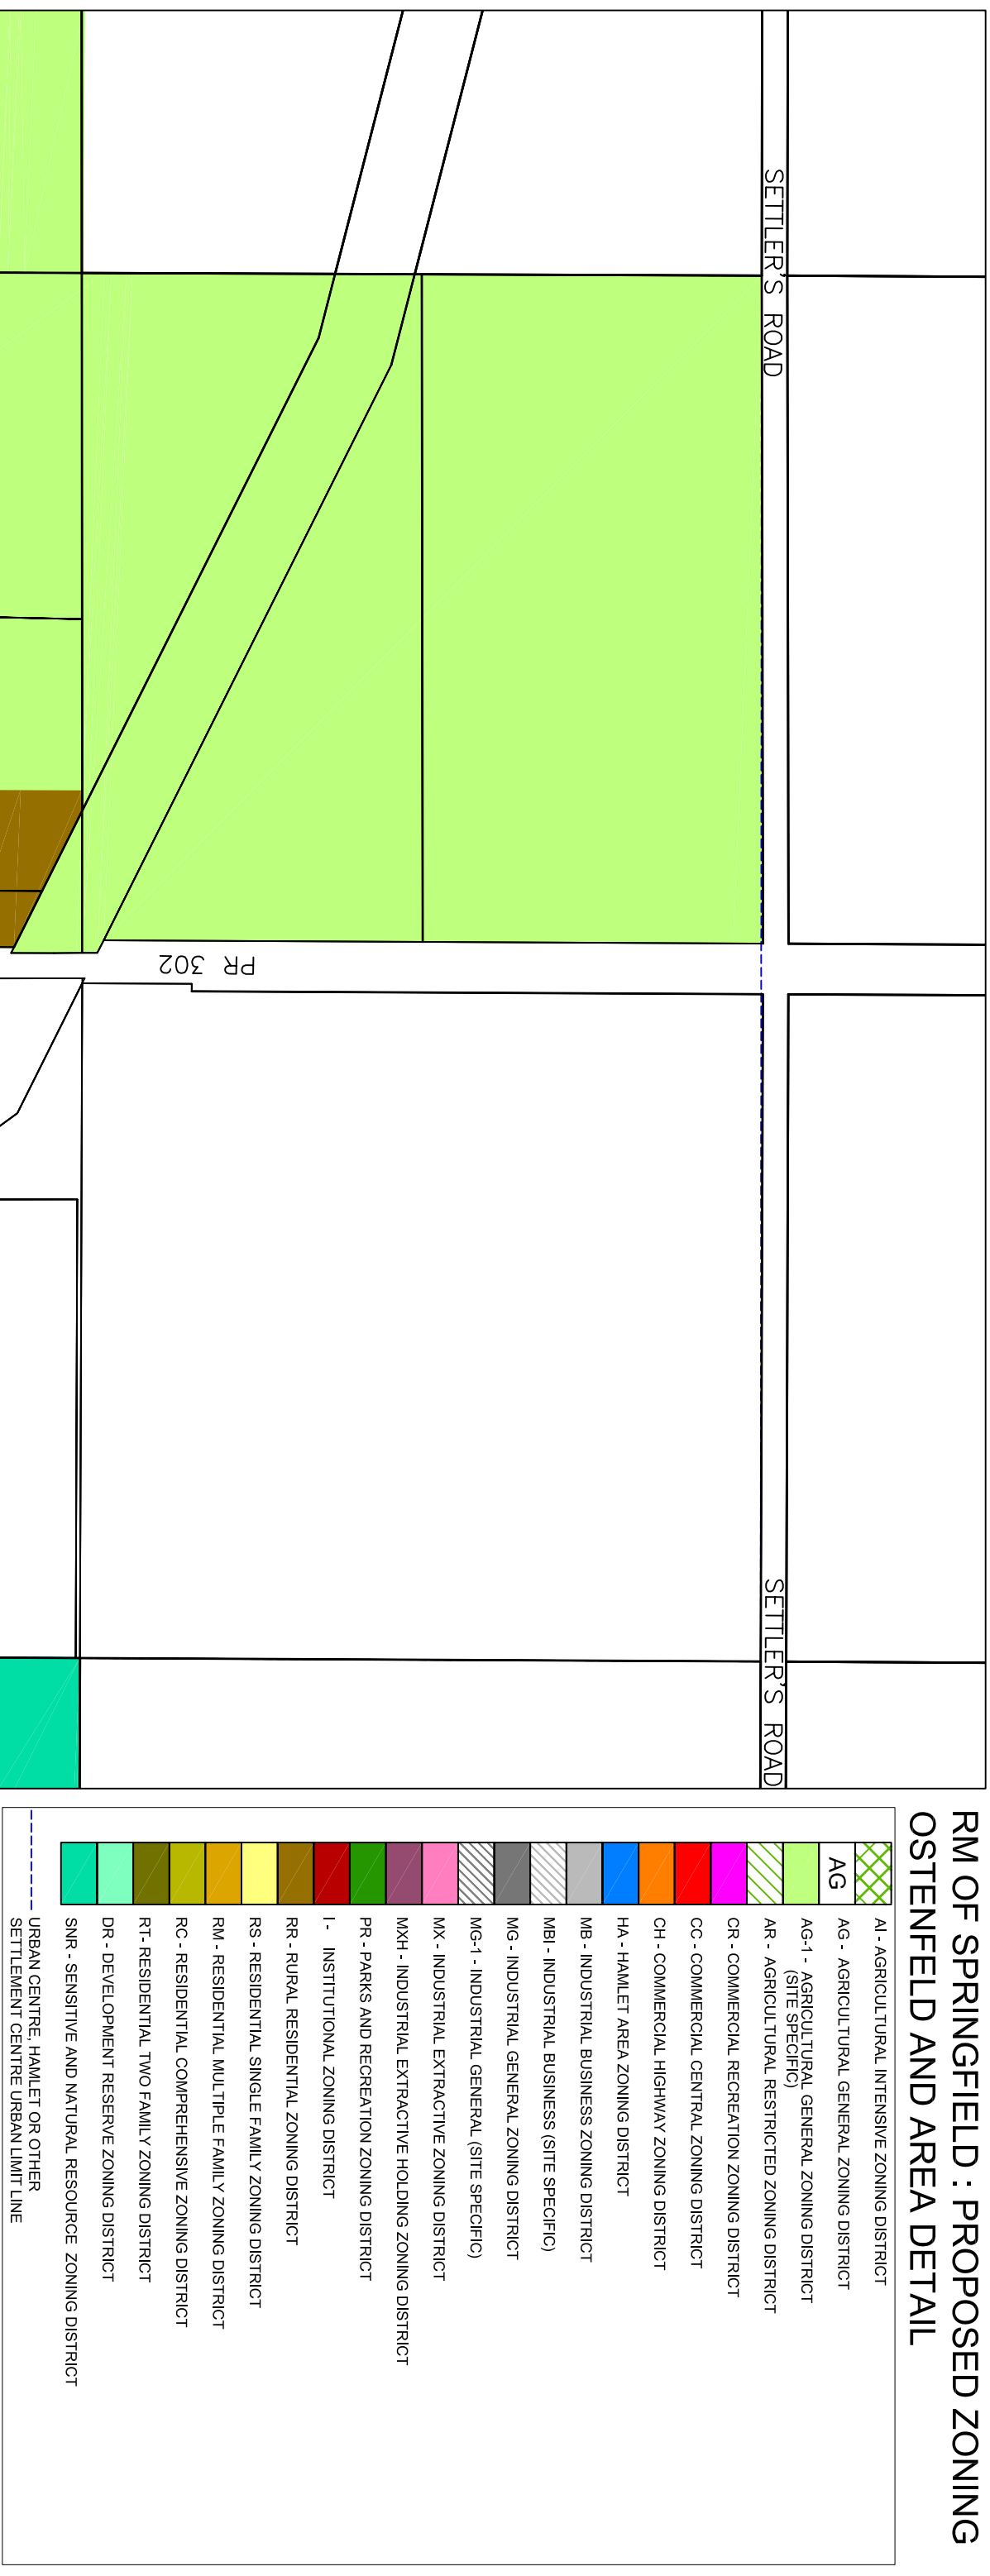 RM OF SPRINGFIELD : PROPOSED ZONING
OSTENFELD AND AREA DETAIL
SETTLER'S ROAD
SETTLER'S ROAD
PR 302
AI - AGRICULTURAL INTENSIVE ZONING DISTRICT
AG
AG - AGRICULTURAL GENERAL ZONING DISTRICT
AG-1 - AGRICULTURAL GENERAL ZONING DISTRICT
(SITE SPECIFIC)
AR - AGRICULTURAL RESTRICTED ZONING DISTRICT
CR - COMMERCIAL RECREATION ZONING DISTRICT
CC - COMMERCIAL CENTRAL ZONING DISTRICT
CH - COMMERCIAL HIGHWAY ZONING DISTRICT
HA - HAMLET AREA ZONING DISTRICT
MB - INDUSTRIAL BUSINESS ZONING DISTRICT
MBI - INDUSTRIAL BUSINESS (SITE SPECIFIC)
MG - INDUSTRIAL GENERAL ZONING DISTRICT
MG-1 - INDUSTRIAL GENERAL (SITE SPECIFIC)
MX - INDUSTRIAL EXTRACTIVE ZONING DISTRICT
MXH - INDUSTRIAL EXTRACTIVE HOLDING ZONING DISTRICT
PR - PARKS AND RECREATION ZONING DISTRICT
I - INSTITUTIONAL ZONING DISTRICT
RR - RURAL RESIDENTIAL ZONING DISTRICT
RS - RESIDENTIAL SINGLE FAMILY ZONING DISTRICT
RM - RESIDENTIAL MULTIPLE FAMILY ZONING DISTRICT
RC - RESIDENTIAL COMPREHENSIVE ZONING DISTRICT
RT- RESIDENTIAL TWO FAMILY ZONING DISTRICT
DR - DEVELOPMENT RESERVE ZONING DISTRICT
SNR - SENSITIVE AND NATURAL RESOURCE ZONING DISTRICT
URBAN CENTRE, HAMLET OR OTHER
SETTLEMENT CENTRE URBAN LIMIT LINE